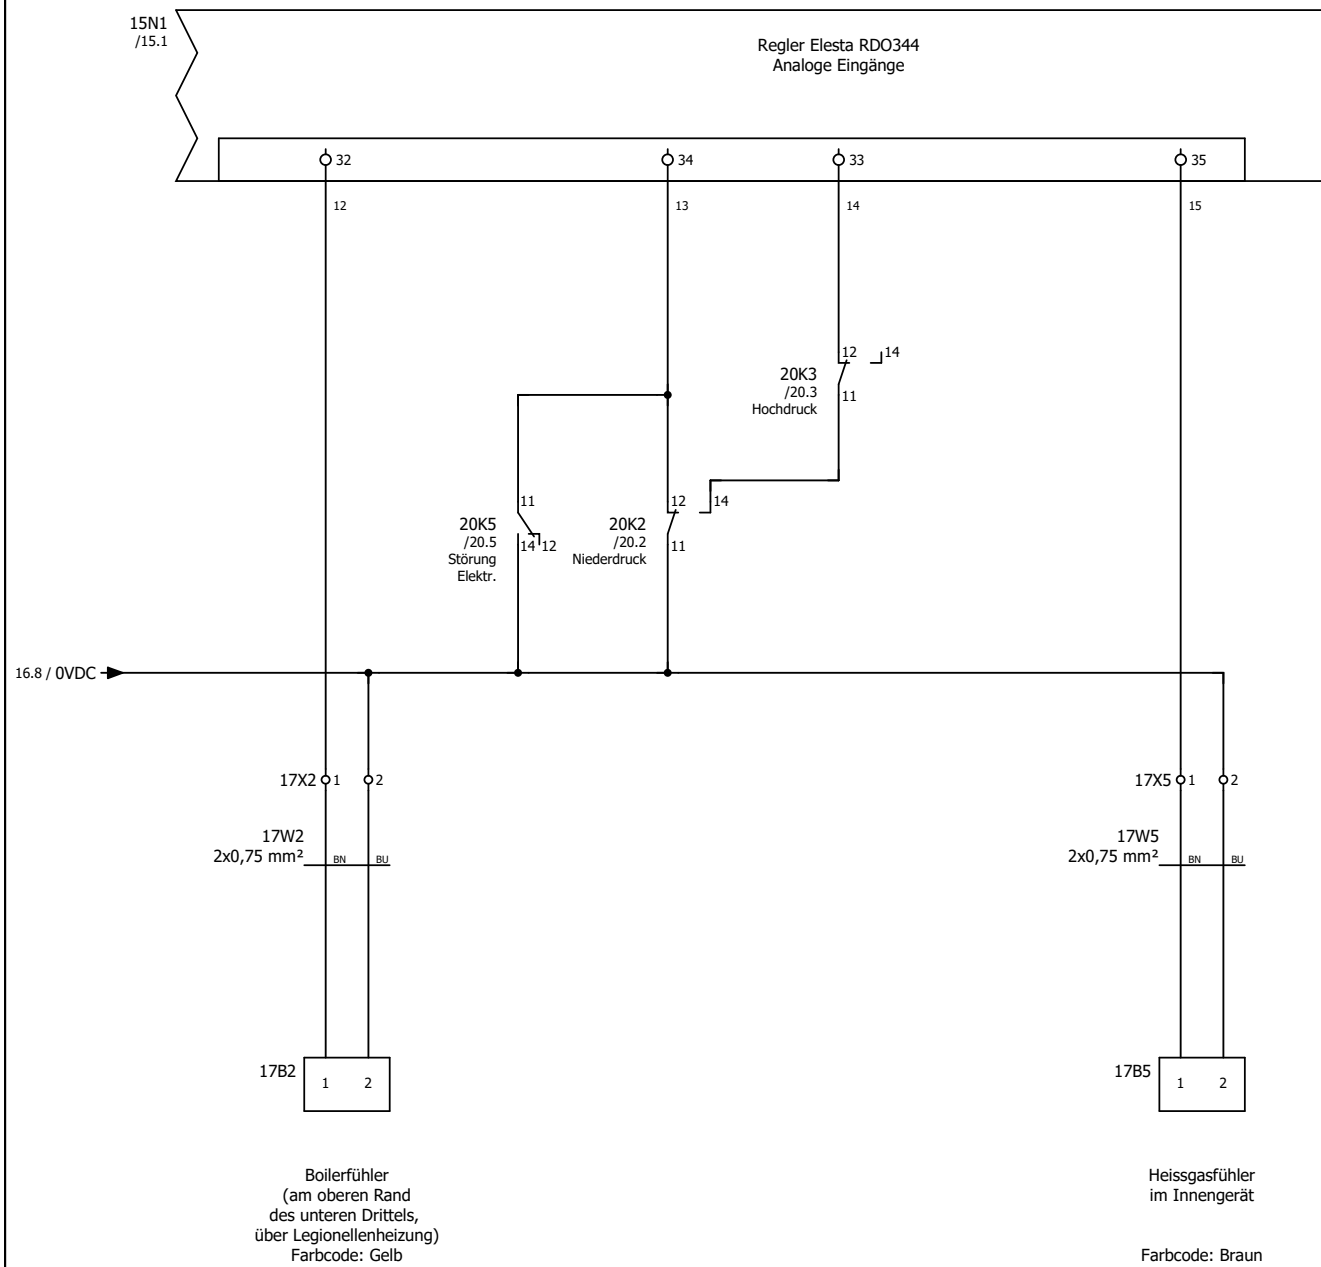 15N1
/15.1
Regler Elesta RDO344
Analoge Eingänge
32
34
33
35
12
13
14
15
12
14
20K3
/20.3
Hochdruck
11
11
20K5
/20.5
Störung
Elektr.
14
12
12
14
20K2
/20.2
Niederdruck
11
16.8 / 0VDC
17X2
1
2
17X5
1
2
17W2
2x0,75 mm²
BN
BU
17W5
2x0,75 mm²
BN
BU
17B2
1
2
17B5
1
2
Boilerfühler
(am oberen Rand
des unteren Drittels,
über Legionellenheizung)
Farbcode: Gelb
Heissgasfühler
im Innengerät
Farbcode: Braun